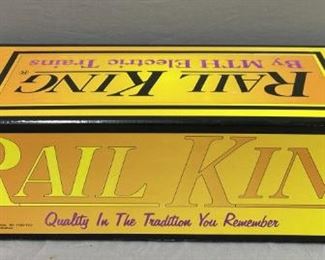 RAIL KING®
By MTH Electric Trains
RAIL KIN
Quality In The Tradition You Remember